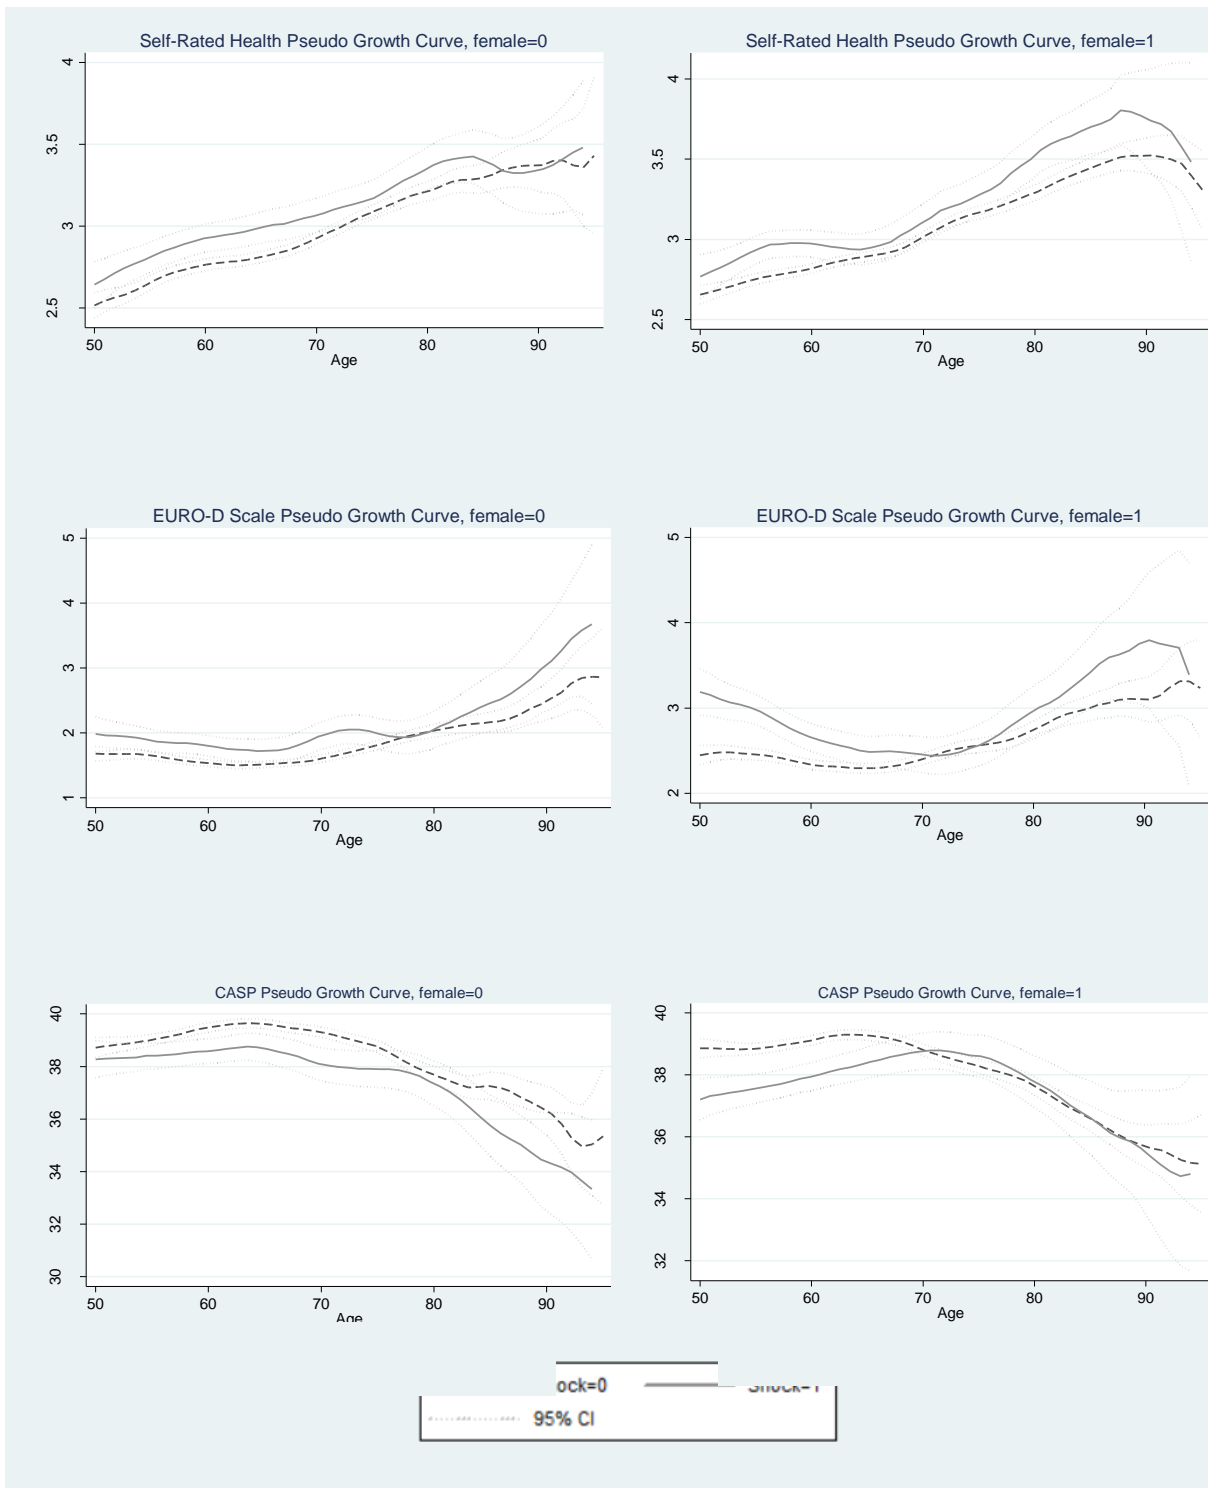 Self-Rated Health Pseudo Growth Curve, female=0
4
3.5
3
2.5
50 60 70 80 90
Age
Self-Rated Health Pseudo Growth Curve, female=1
4
3.5
3
2.5
50 60 70 80 90
Age
EURO-D Scale Pseudo Growth Curve, female=0
5
4
3
2
1
50 60 70 80 90
Age
EURO-D Scale Pseudo Growth Curve, female=1
5
4
3
2
50 60 70 80 90
Age
CASP Pseudo Growth Curve, female=0
40
38
36
34
32
30
50 60 70 80 90
Age
CASP Pseudo Growth Curve, female=1
40
38
36
34
32
50 60 70 80 90
Age
ock=0 Shock=1
95% CI